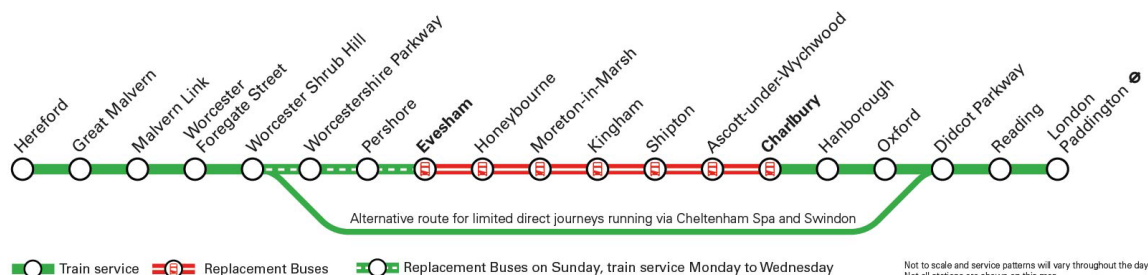 Hereford
Great Malvern
Malvern Link
Worcester
Foregate Street
Worcester Shrub Hill
Worcestershire Parkway
Pershore
Evesham
Honeybourne
Moreton-in-Marsh
Kingham
Shipton
Ascott-under-Wychwood
Charlbury
Hanborough
Oxford
Didcot Parkway
Reading
London
Paddington
Alternative route for limited direct journeys running via Cheltenham Spa and Swindon
Train service
Replacement Buses
Replacement Buses on Sunday, train service Monday to Wednesday
Not to scale and service patterns will vary throughout the day
Not all stations are shown on this map